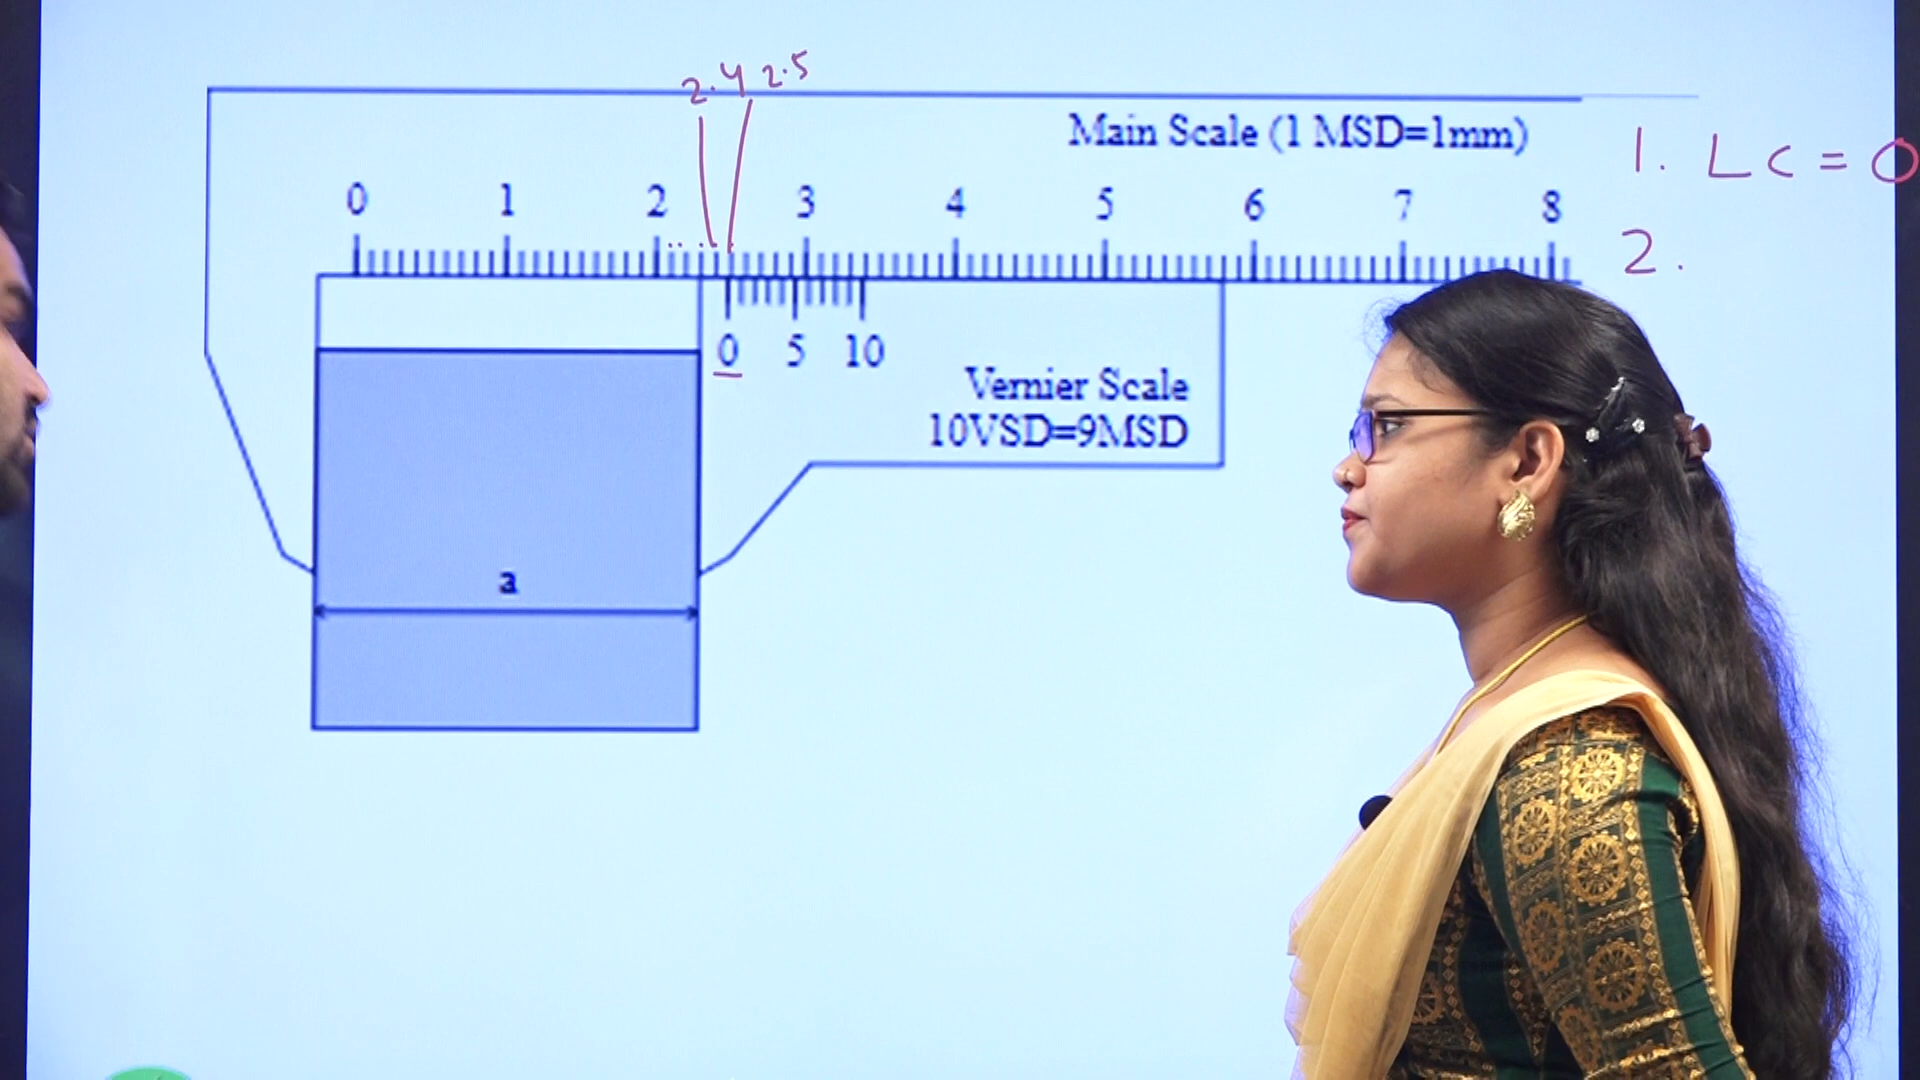 2.4 2.5
Main Scale (1 MSD=1mm)
1. LC = 0
0 1 2 3 4 5 6 7 8
2.
0 5 10
Vernier Scale
10VSD=9MSD
a